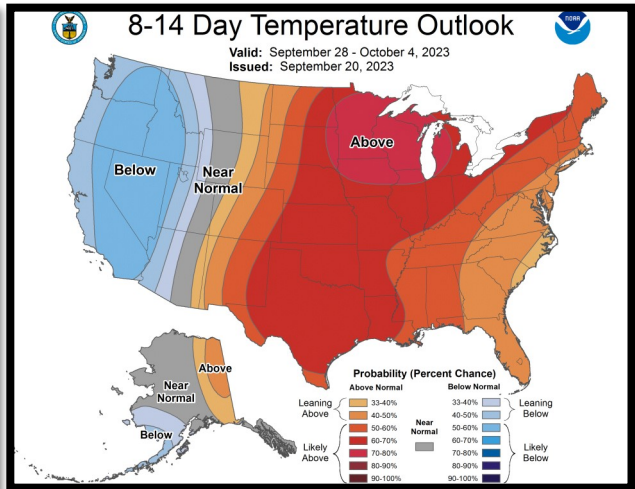 8-14 Day Temperature Outlook
NOAA
Valid: September 28 - October 4, 2023
Issued: September 20, 2023
Below
Near
Normal
Above
Near
Normal
Above
Below
Probability (Percent Chance)
Above Normal
Below Normal
Leaning
Above
33-40%
40-50%
Likely
Above
50-60%
60-70%
70-80%
80-90%
90-100%
Near
Normal
33-40%
40-50%
Leaning
Below
50-60%
60-70%
70-80%
80-90%
90-100%
Likely
Below